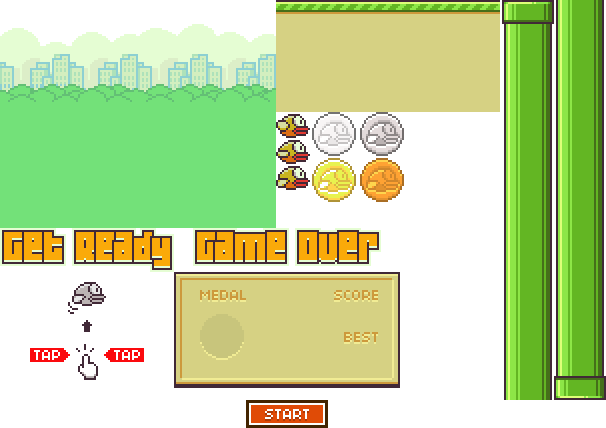 Get Ready
Game Over
MEDAL
SCORE
BEST
TAP
TAP
START